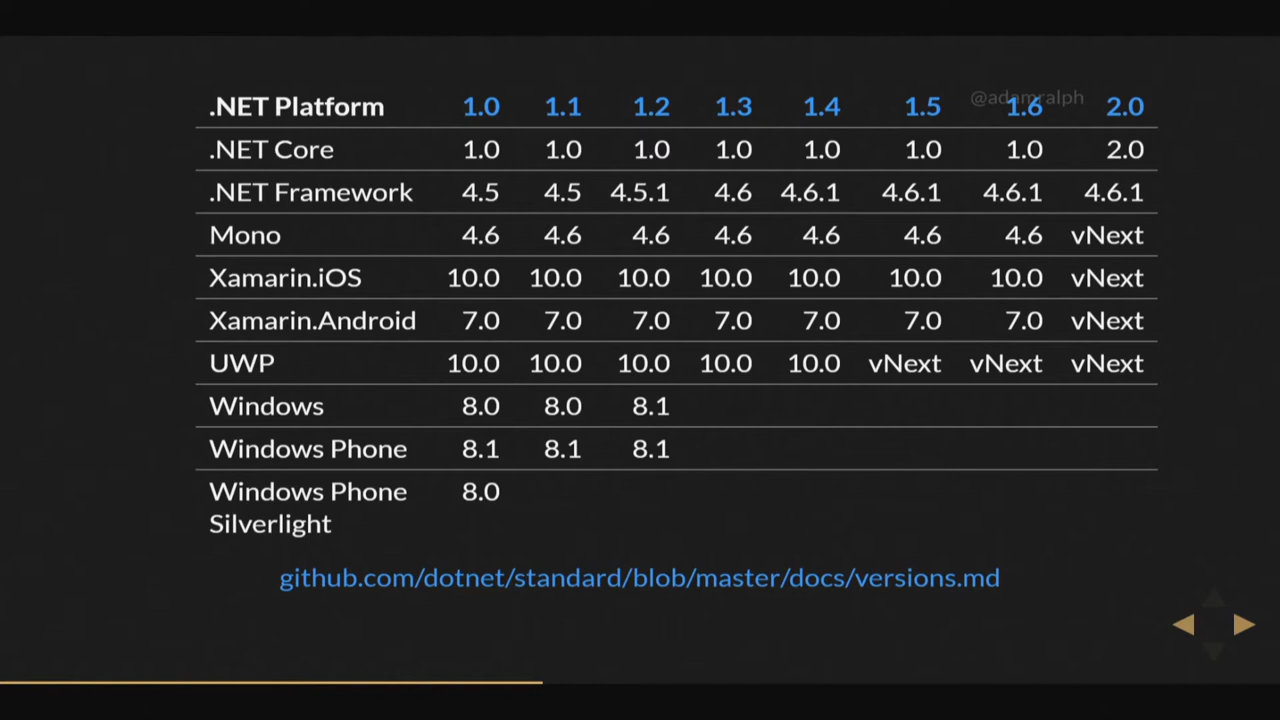 @adamralph
.NET Platform 1.0 1.1 1.2 1.3 1.4 1.5 1.6 2.0
.NET Core 1.0 1.0 1.0 1.0 1.0 1.0 1.0 2.0
.NET Framework 4.5 4.5 4.5.1 4.6 4.6.1 4.6.1 4.6.1 4.6.1
Mono 4.6 4.6 4.6 4.6 4.6 4.6 4.6 vNext
Xamarin.iOS 10.0 10.0 10.0 10.0 10.0 10.0 10.0 vNext
Xamarin.Android 7.0 7.0 7.0 7.0 7.0 7.0 7.0 vNext
UWP 10.0 10.0 10.0 10.0 10.0 vNext vNext vNext
Windows 8.0 8.0 8.1
Windows Phone 8.1 8.1 8.1
Windows Phone 8.0
Silverlight
github.com/dotnet/standard/blob/master/docs/versions.md